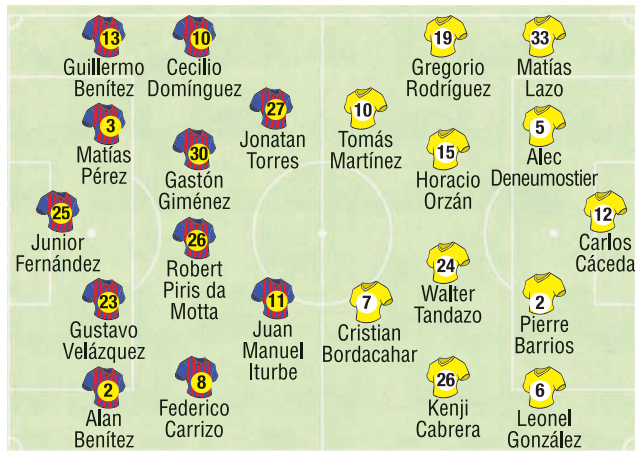 13
Guillermo
Benítez
10
Cecilio
Domínguez
3
Matías
Pérez
30
Gastón
Giménez
27
Jonatan
Torres
25
Junior
Fernández
26
Robert
Piris da
Motta
23
Gustavo
Velázquez
11
Juan
Manuel
Iturbe
2
Alan
Benítez
8
Federico
Carrizo
19
Gregorio
Rodríguez
33
Matías
Lazo
10
Tomás
Martínez
15
Horacio
Orzán
5
Alec
Deneumostier
12
Carlos
Cáceda
24
Walter
Tandazo
7
Cristian
Bordacahar
2
Pierre
Barrios
26
Kenji
Cabrera
6
Leonel
González